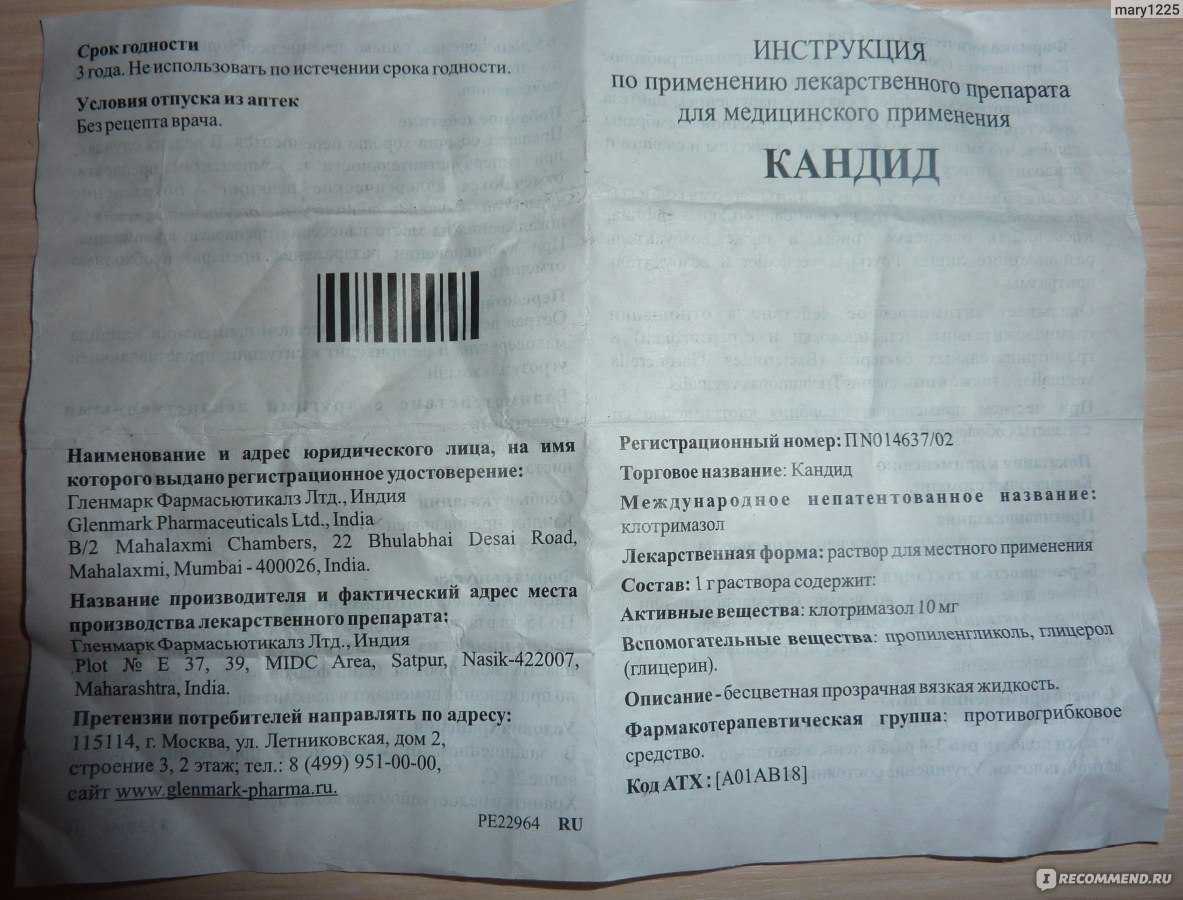 mary1225
Срок годности
3 года. Не использовать по истечении срока годности.
Условия отпуска из аптек
Без рецепта врача.
Наименование и адрес юридического лица, на имя
которого выдано регистрационное удостоверение:
Гленмарк Фармасьютикалз Лтд., Индия
Glenmark Pharmaceuticals Ltd., India
B/2 Mahalaxmi Chambers, 22 Bhulabhai Desai Road,
Mahalaxmi, Mumbai - 400026, India.
Название производителя и фактический адрес места
производства лекарственного препарата:
Гленмарк Фармасьютикалз Лтд., Индия
Plot № E 37, 39, MIDC Area, Satpur, Nasik-422007,
Maharashtra, India.
Претензии потребителей направлять по адресу:
115114, г. Москва, ул. Летниковская, дом 2,
строение 3, 2 этаж; тел.: 8 (499) 951-00-00,
сайт www.glenmark-pharma.ru.
PE22964 RU
ИНСТРУКЦИЯ
по применению лекарственного препарата
для медицинского применения
КАНДИД
Регистрационный номер: П N014637/02
Торговое название: Кандид
Международное непатентованное название:
клотримазол
Лекарственная форма: раствор для местного применения
Состав: 1 г раствора содержит:
Активные вещества: клотримазол 10 мг
Вспомогательные вещества: пропиленгликоль, глицерол
(глицерин).
Описание - бесцветная прозрачная вязкая жидкость.
Фармакотерапевтическая группа: противогрибковое
средство.
Код АТХ : [A01AB18]
IRECOMMEND.RU